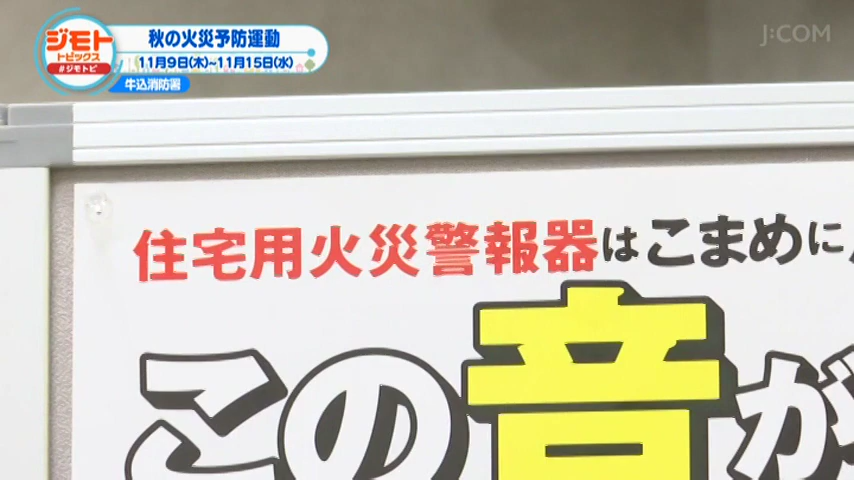 ジモト
トピックス
#ジモトピ
秋の火災予防運動
11月9日(木)~11月15日(水)
牛込消防署
J:COM
住宅用火災警報器はこまめに
この音が